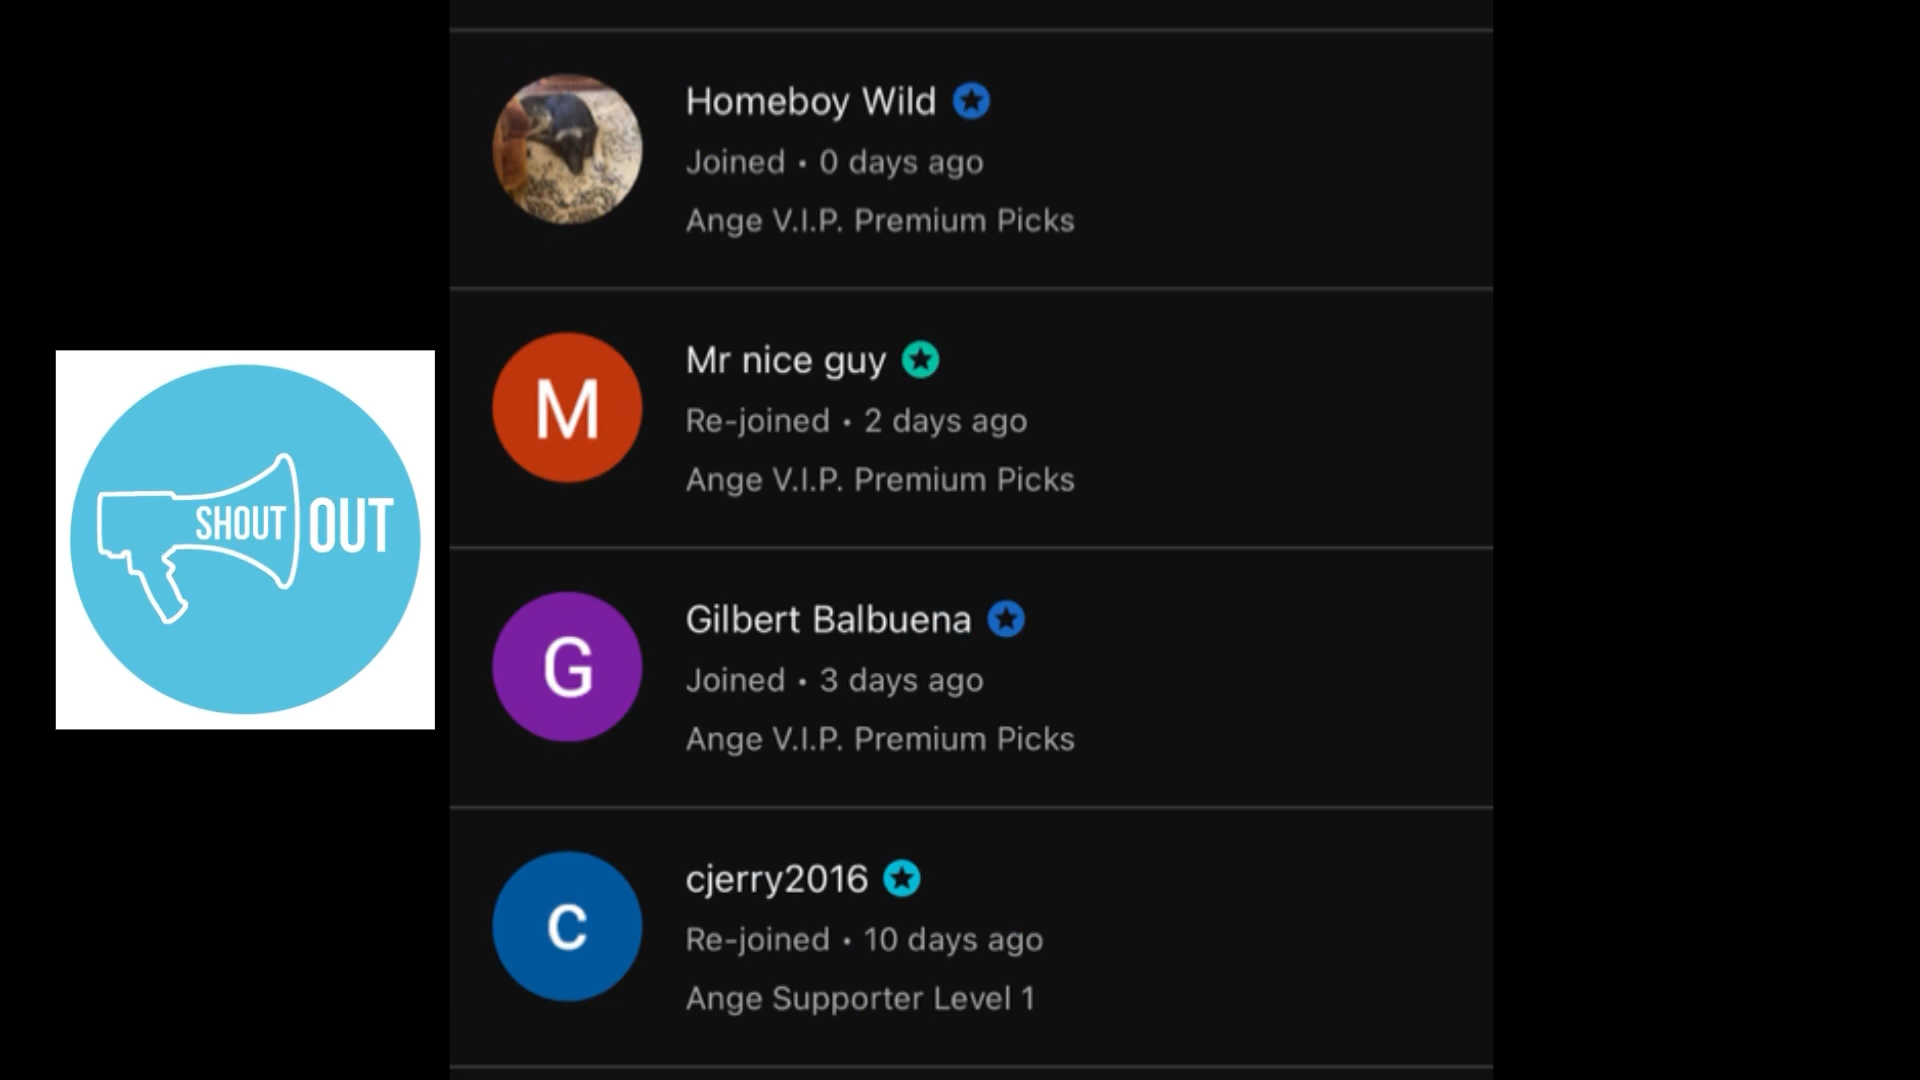 SHOUT OUT
Homeboy Wild
Joined • 0 days ago
Ange V.I.P. Premium Picks
M
Mr nice guy
Re-joined • 2 days ago
Ange V.I.P. Premium Picks
G
Gilbert Balbuena
Joined • 3 days ago
Ange V.I.P. Premium Picks
c
cjerry2016
Re-joined • 10 days ago
Ange Supporter Level 1